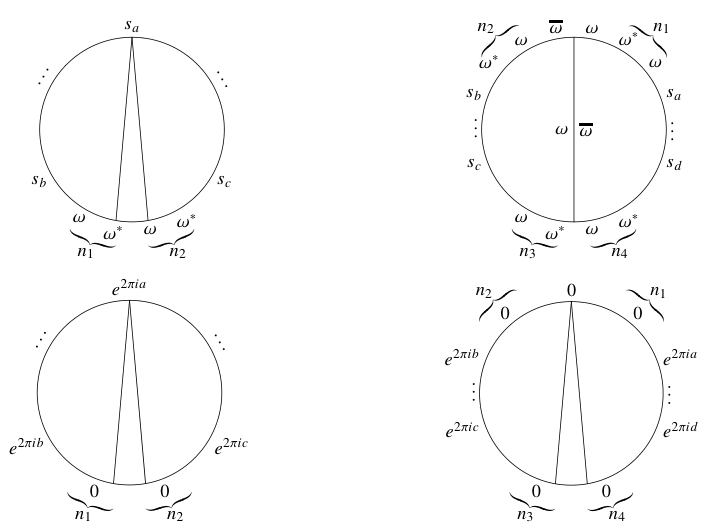 s_a
⋰ ⋱
s_b s_c
ω ω* ω ω*
n_1 n_2
n_2 ω* ω ω̅ ω ω* ω n_1
s_b s_a
⋮ ω ω̅ ⋮
s_c s_d
ω ω* ω ω*
n_3 n_4
e^{2πia}
⋰ ⋱
e^{2πib} e^{2πic}
0 0
n_1 n_2
n_2 0 0 0 n_1
e^{2πib} e^{2πia}
⋮ ⋮
e^{2πic} e^{2πid}
0 0
n_3 n_4